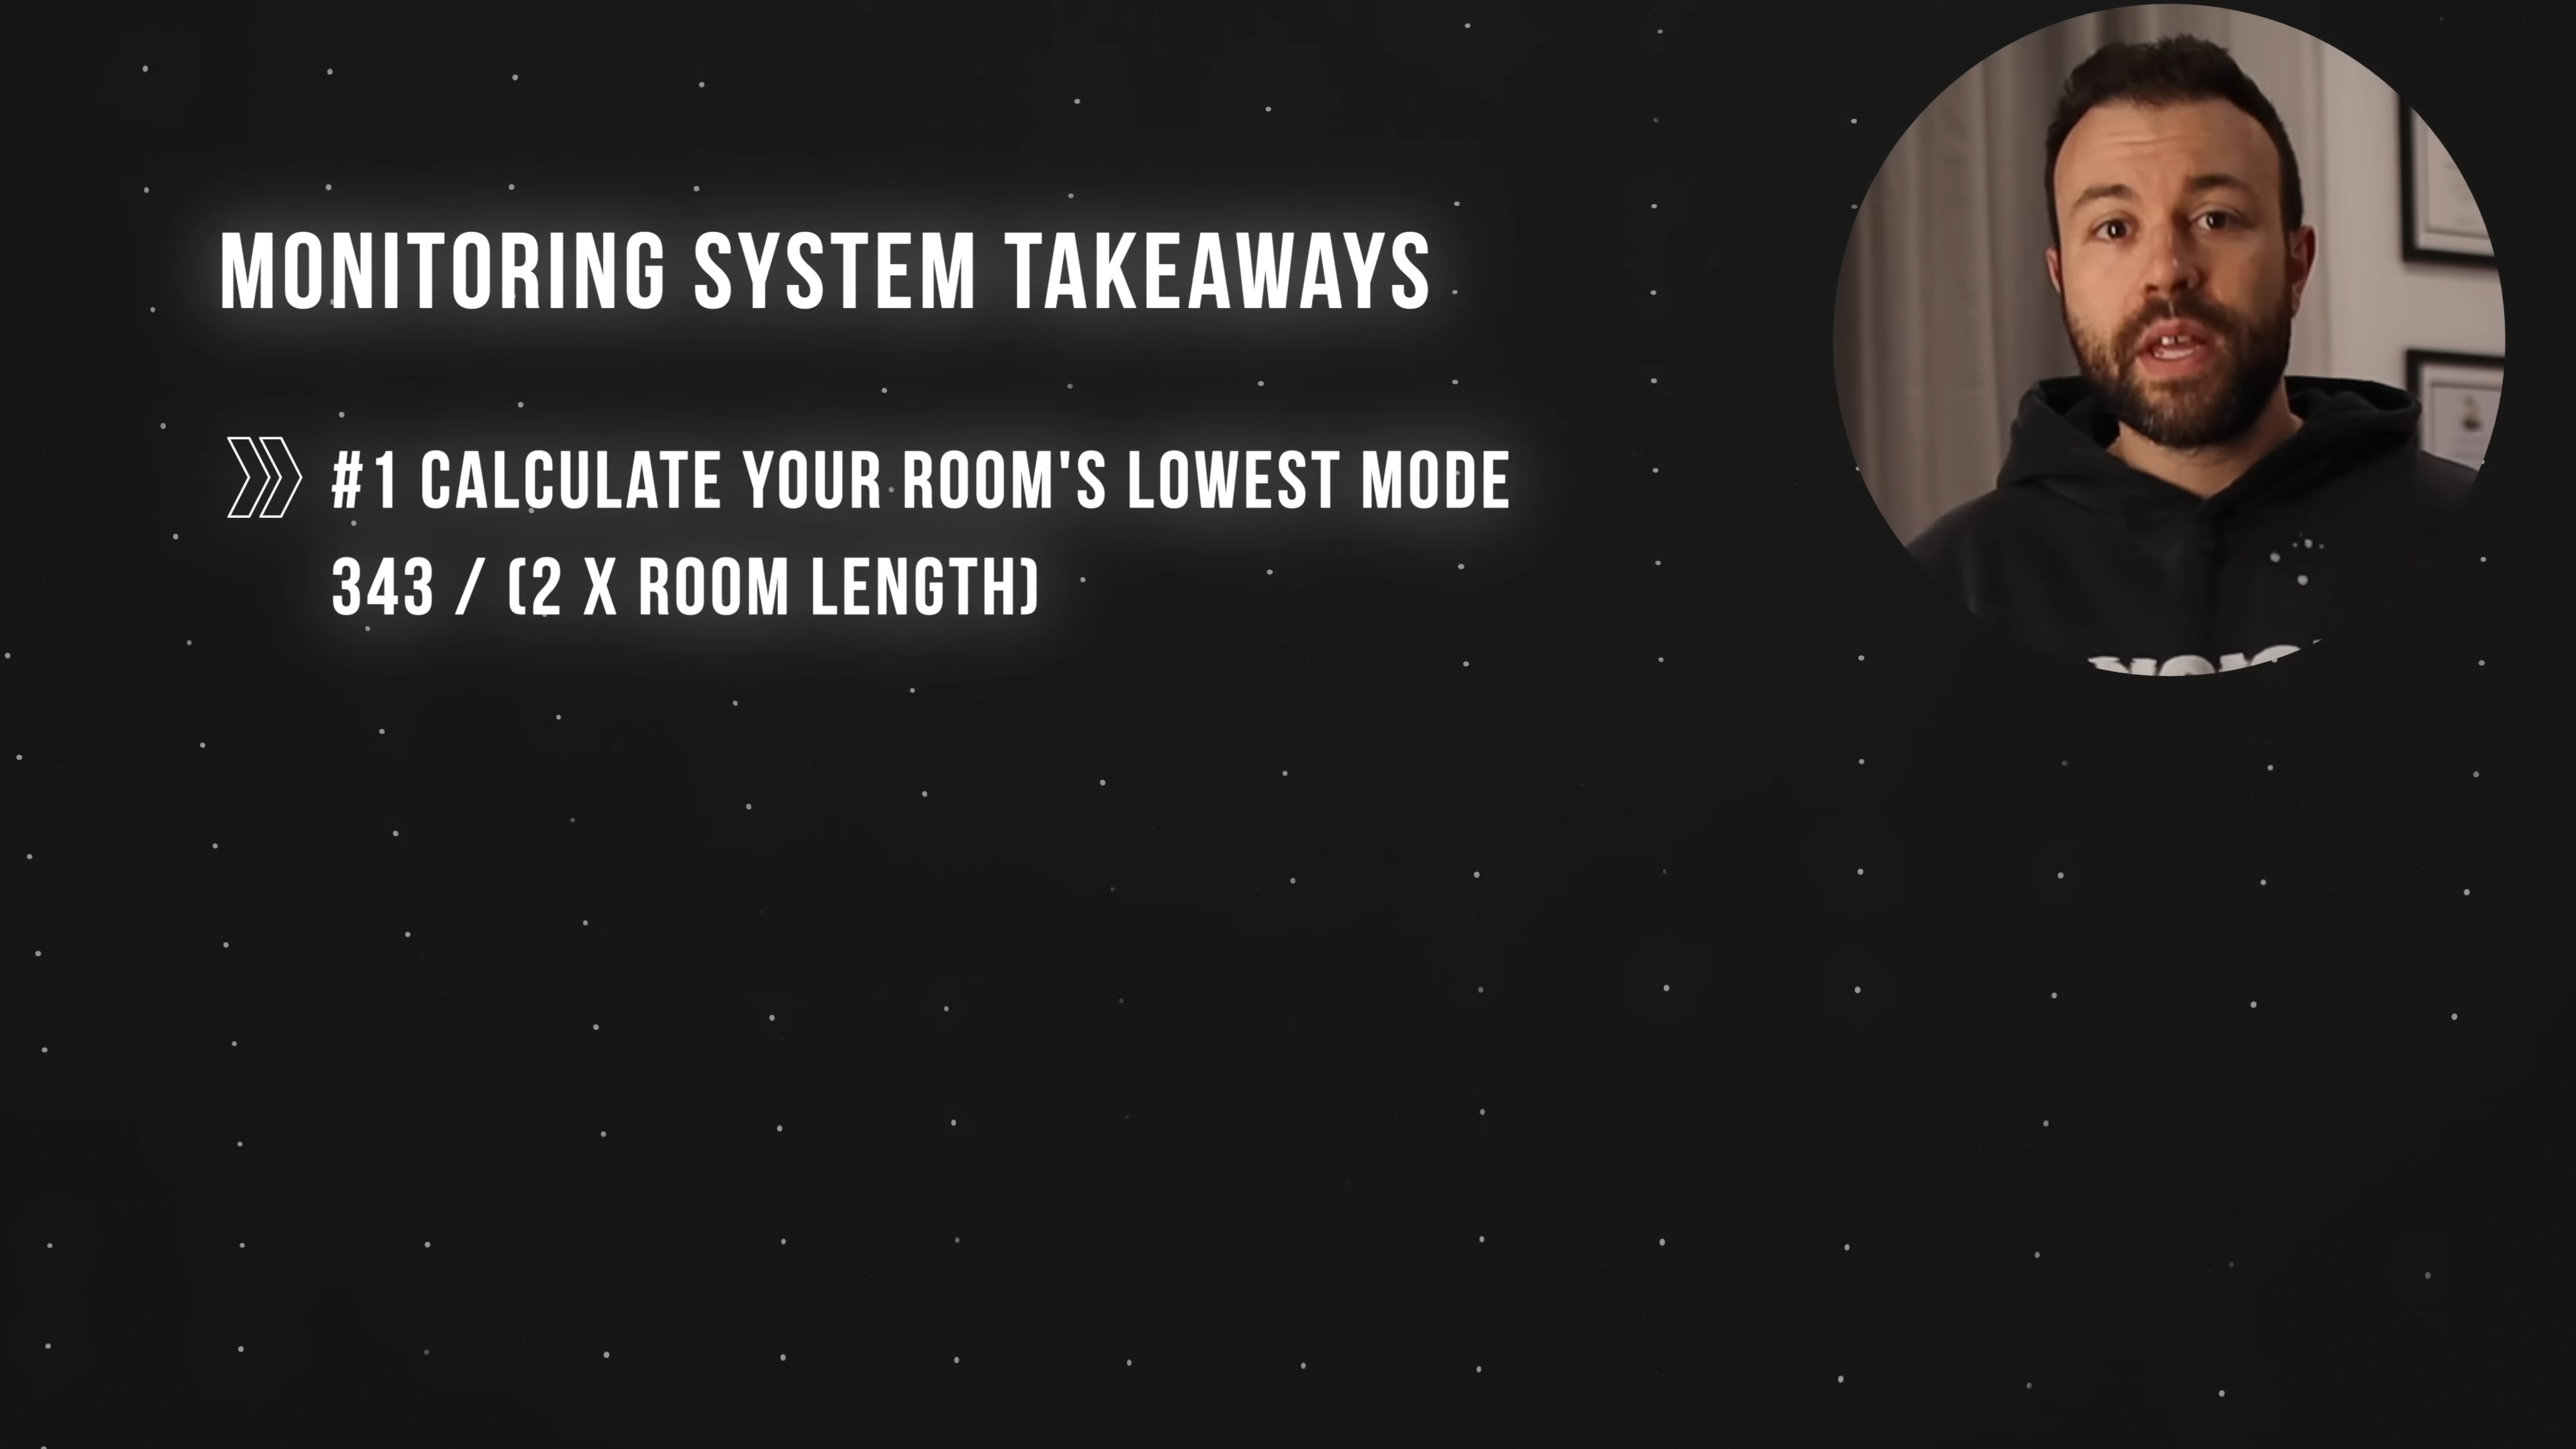 MONITORING SYSTEM TAKEAWAYS
#1 CALCULATE YOUR ROOM'S LOWEST MODE
343 / (2 X ROOM LENGTH)